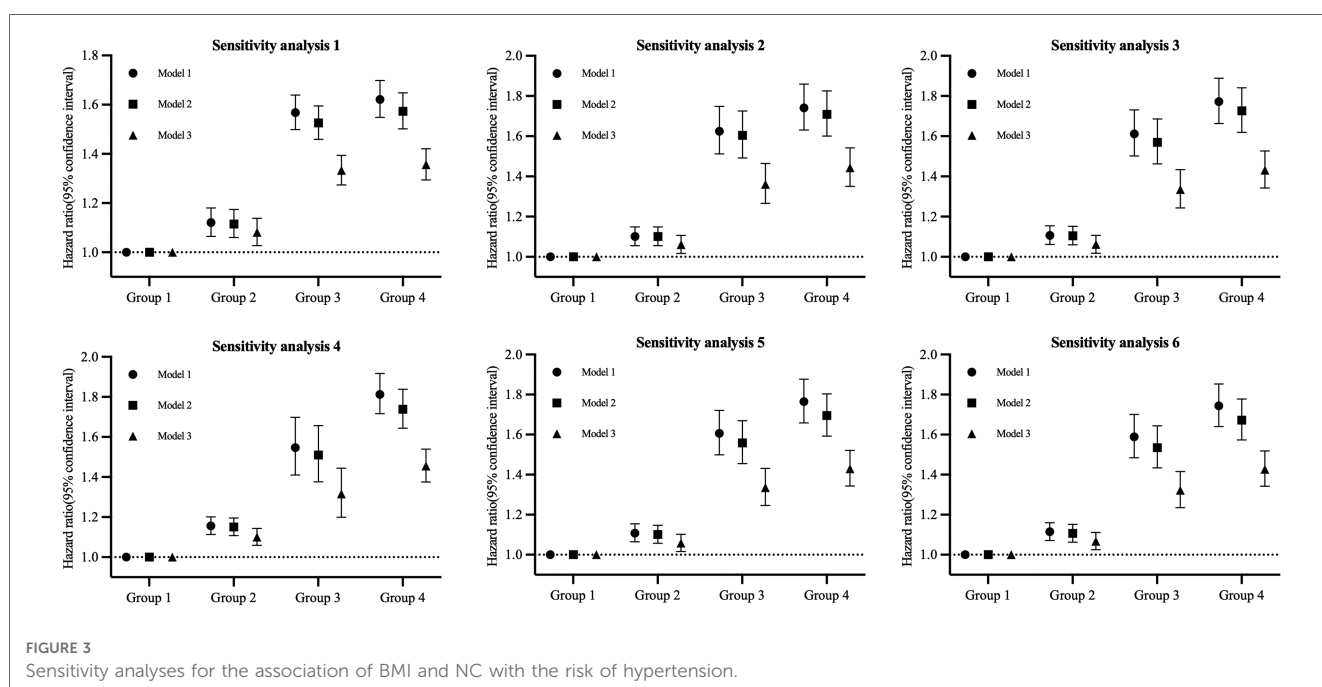 Sensitivity analysis 1
Hazard ratio(95% confidence interval)
1.8
1.6
1.4
1.2
1.0
Model 1
Model 2
Model 3
Group 1 Group 2 Group 3 Group 4
Sensitivity analysis 2
Hazard ratio(95% confidence interval)
2.0
1.8
1.6
1.4
1.2
1.0
Model 1
Model 2
Model 3
Group 1 Group 2 Group 3 Group 4
Sensitivity analysis 3
Hazard ratio(95% confidence interval)
2.0
1.8
1.6
1.4
1.2
1.0
Model 1
Model 2
Model 3
Group 1 Group 2 Group 3 Group 4
Sensitivity analysis 4
Hazard ratio(95% confidence interval)
2.0
1.8
1.6
1.4
1.2
1.0
Model 1
Model 2
Model 3
Group 1 Group 2 Group 3 Group 4
Sensitivity analysis 5
Hazard ratio(95% confidence interval)
2.0
1.8
1.6
1.4
1.2
1.0
Model 1
Model 2
Model 3
Group 1 Group 2 Group 3 Group 4
Sensitivity analysis 6
Hazard ratio(95% confidence interval)
2.0
1.8
1.6
1.4
1.2
1.0
Model 1
Model 2
Model 3
Group 1 Group 2 Group 3 Group 4
FIGURE 3
Sensitivity analyses for the association of BMI and NC with the risk of hypertension.